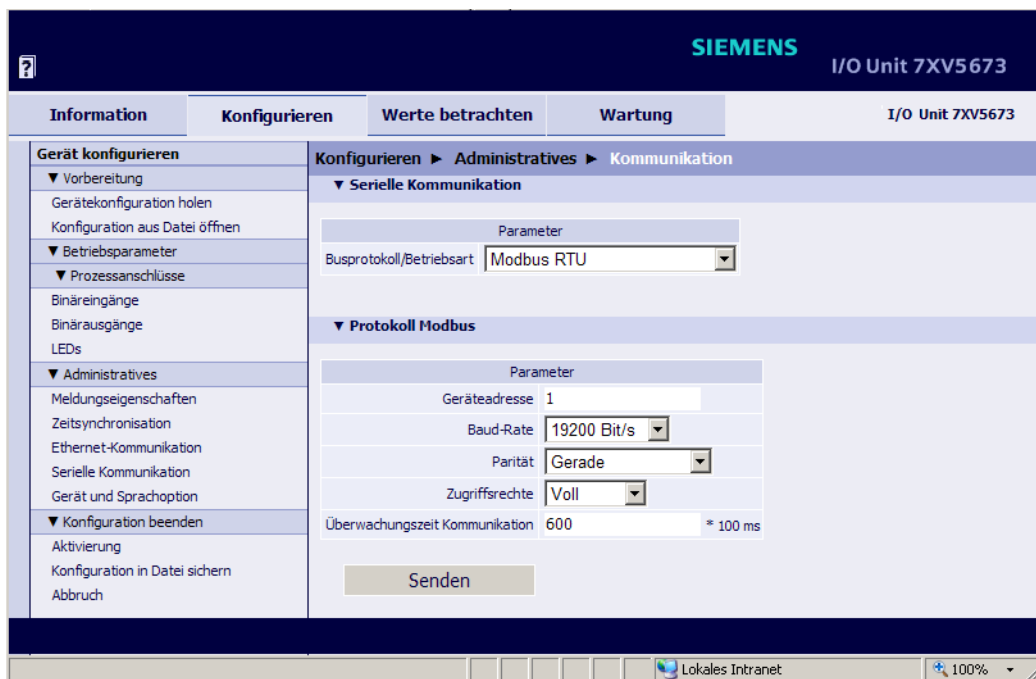 SIEMENS
?
I/O Unit 7XV5673
Information
Konfigurieren
Werte betrachten
Wartung
I/O Unit 7XV5673
Gerät konfigurieren
▼ Vorbereitung
Gerätekonfiguration holen
Konfiguration aus Datei öffnen
▼ Betriebsparameter
▼ Prozessanschlüsse
Binäreingänge
Binärausgänge
LEDs
▼ Administratives
Meldungseigenschaften
Zeitsynchronisation
Ethernet-Kommunikation
Serielle Kommunikation
Gerät und Sprachoption
▼ Konfiguration beenden
Aktivierung
Konfiguration in Datei sichern
Abbruch
Konfigurieren ► Administratives ► Kommunikation
▼ Serielle Kommunikation
Parameter
Busprotokoll/Betriebsart Modbus RTU
▼ Protokoll Modbus
Parameter
Geräteadresse 1
Baud-Rate 19200 Bit/s
Parität Gerade
Zugriffsrechte Voll
Überwachungszeit Kommunikation 600 * 100 ms
Senden
Lokales Intranet
100%